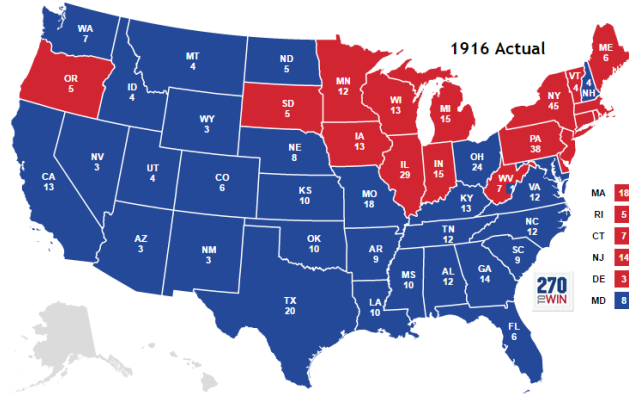 1916 Actual
WA
7
OR
5
CA
13
NV
3
ID
4
MT
4
WY
3
UT
4
AZ
3
CO
6
NM
3
ND
5
SD
5
NE
8
KS
10
OK
10
TX
20
MN
12
IA
13
MO
18
AR
9
LA
10
WI
13
IL
29
MI
15
IN
15
OH
24
KY
13
TN
12
MS
10
AL
12
GA
14
FL
6
SC
9
NC
12
VA
12
WV
7
1
PA
38
NY
45
VT
4
4
NH
ME
6
MA 18
RI 5
CT 7
NJ 14
DE 3
MD 8
270
TO WIN